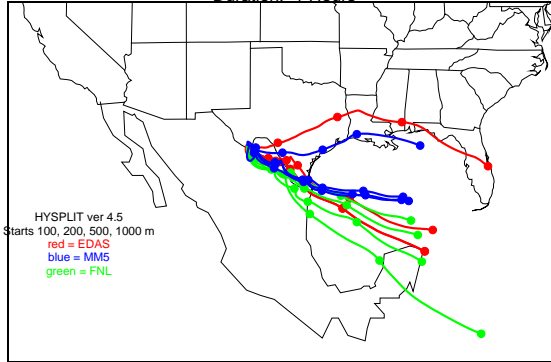 HYSPLIT ver 4.5
Starts 100, 200, 500, 1000 m
red = EDAS
blue = MM5
green = FNL